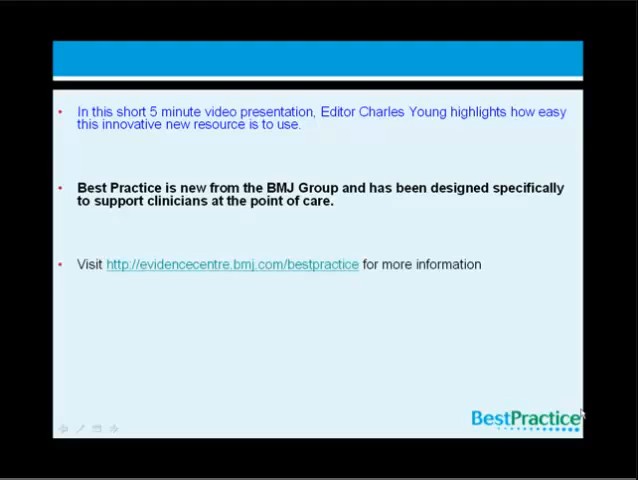 • In this short 5 minute video presentation, Editor Charles Young highlights how easy
this innovative new resource is to use.
• Best Practice is new from the BMJ Group and has been designed specifically
to support clinicians at the point of care.
• Visit http://evidencecentre.bmj.com/bestpractice for more information
BestPractice